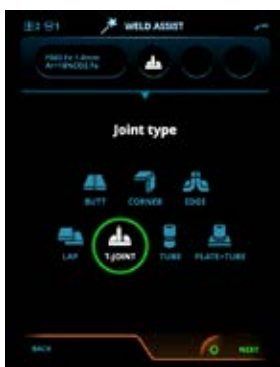 WELD ASSIST
Joint type
BUTT
CORNER
EDGE
LAP
T-JOINT
TUBE
PLATE+TUBE
BACK
NEXT